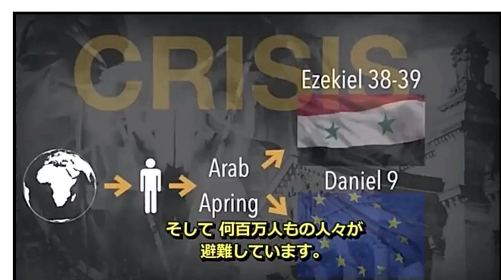 CRISIS
Ezekiel 38-39
Arab
Apring
Daniel 9
そして 何百万人もの人々が
避難しています。